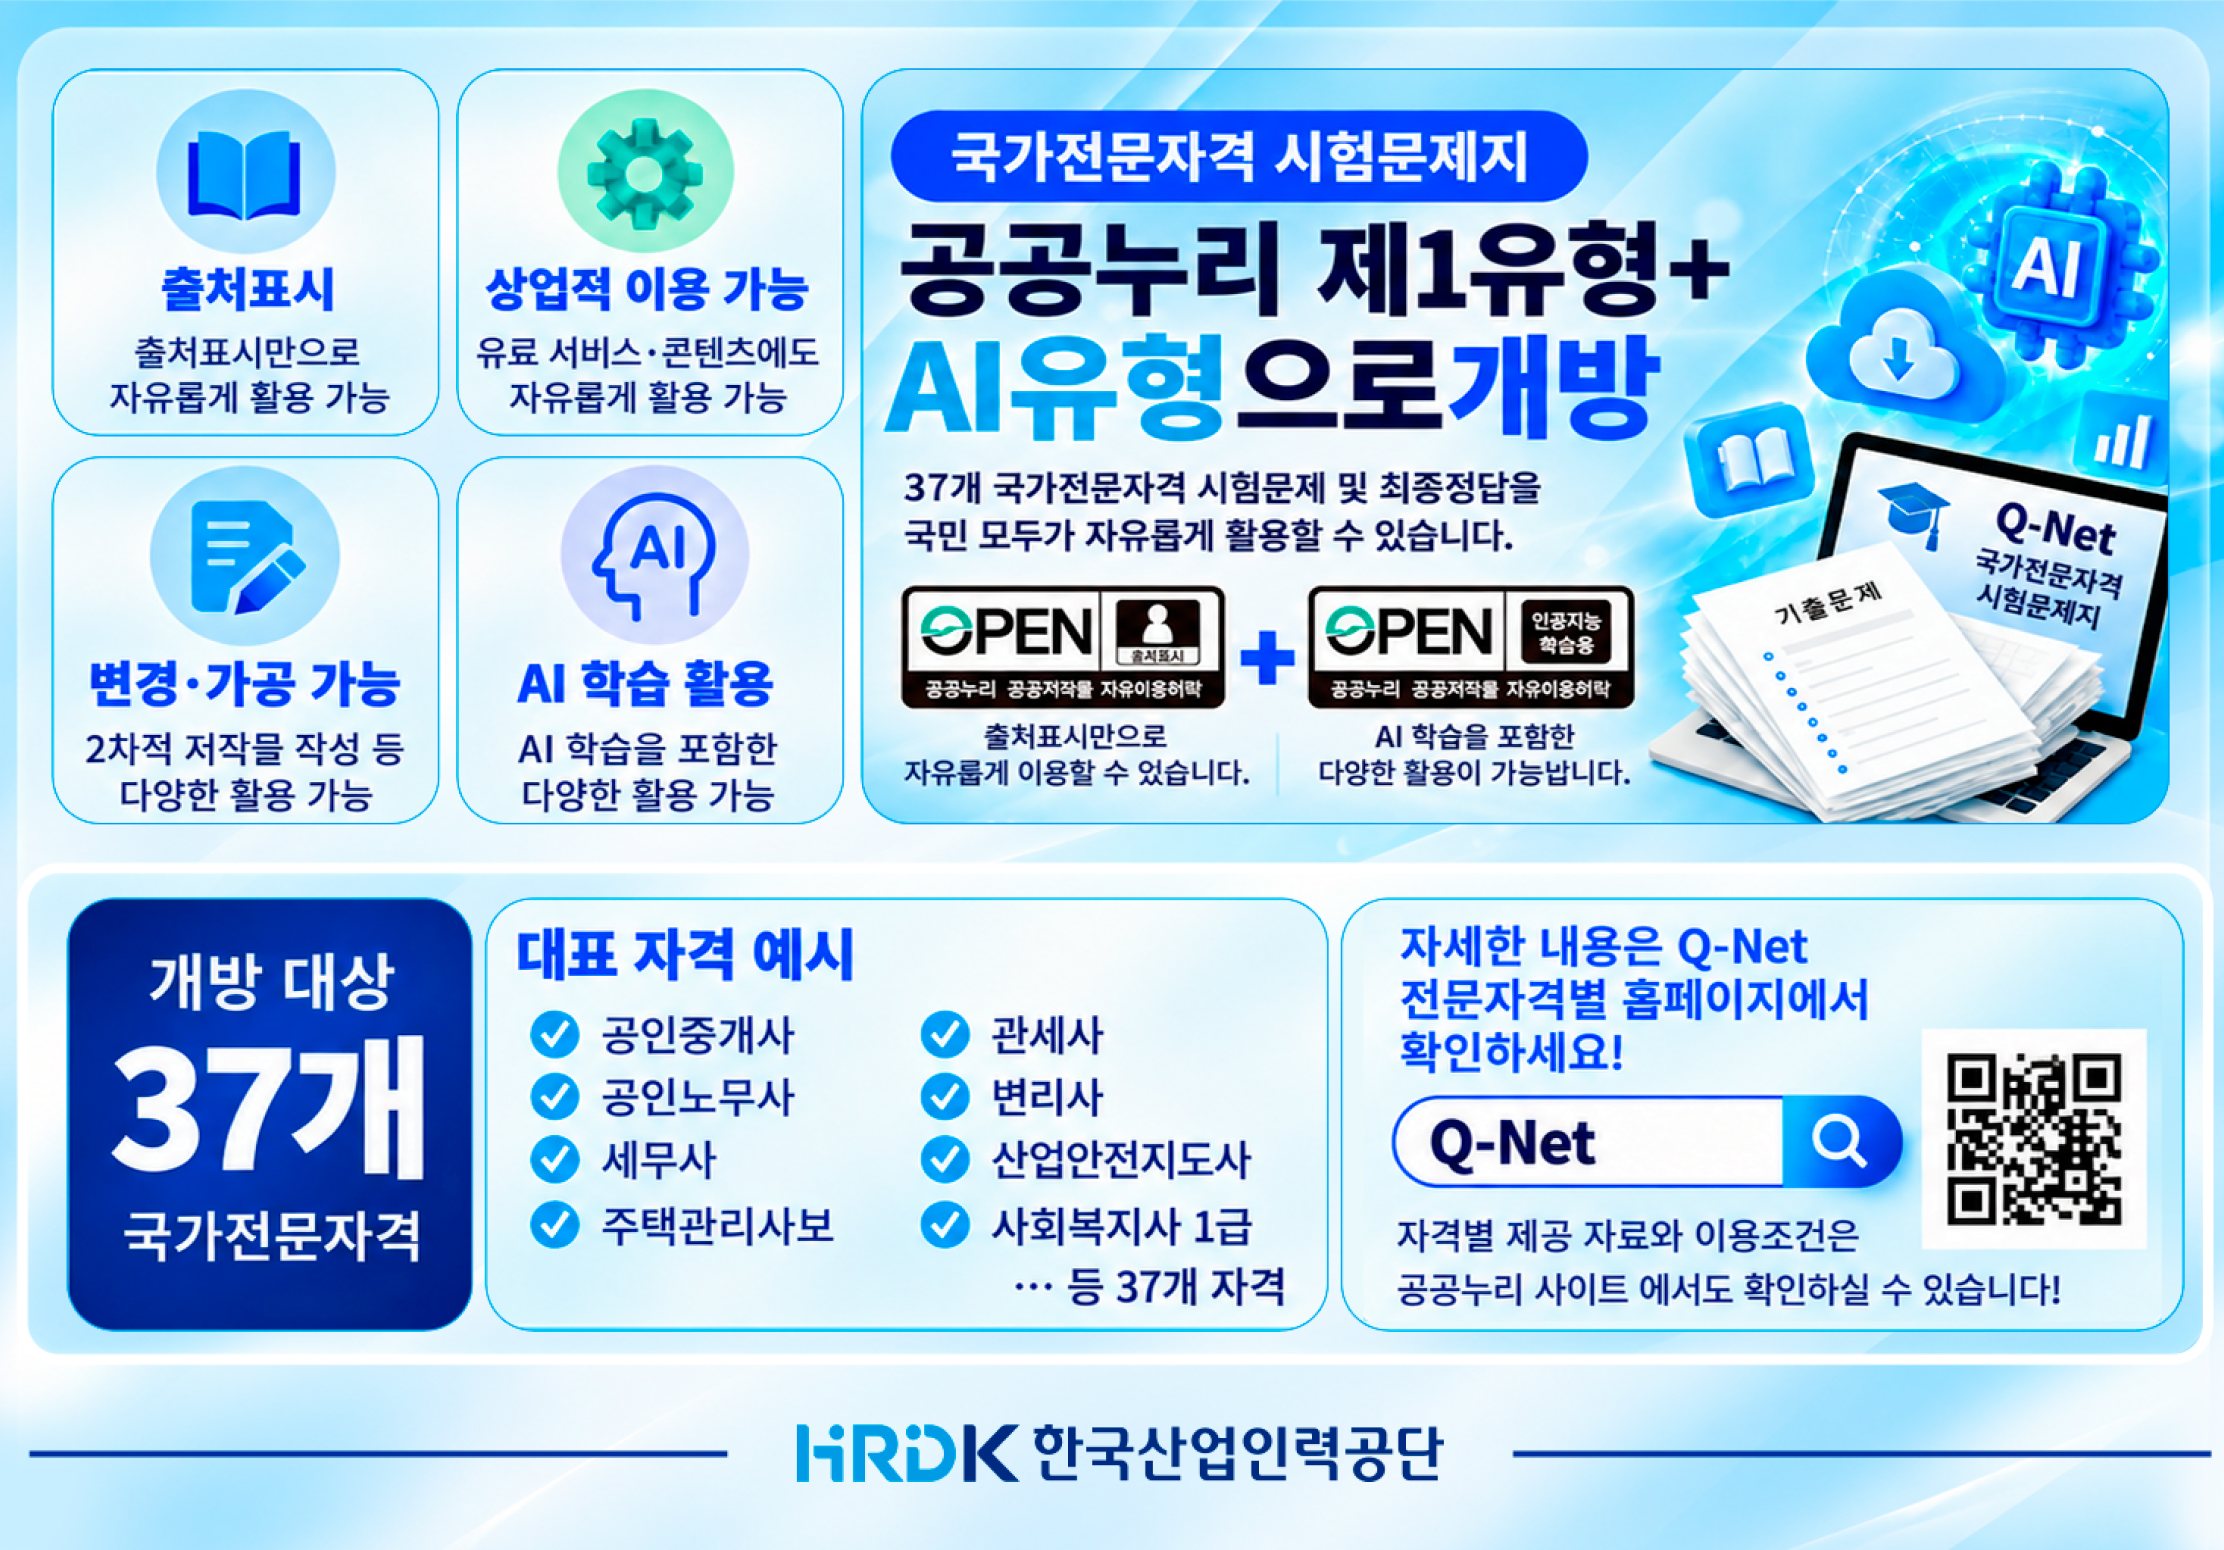 출처표시
출처표시만으로
자유롭게 활용 가능
상업적 이용 가능
유료 서비스·콘텐츠에도
자유롭게 활용 가능
변경·가공 가능
2차적 저작물 작성 등
다양한 활용 가능
AI
AI 학습 활용
AI 학습을 포함한
다양한 활용 가능
국가전문자격 시험문제지
공공누리 제1유형+
AI유형으로개방
37개 국가전문자격 시험문제 및 최종정답을
국민 모두가 자유롭게 활용할 수 있습니다.
OPEN
공공누리 공공저작물 자유이용허락
출처표시만으로
자유롭게 이용할 수 있습니다.
OPEN
인공지능
학습용
공공누리 공공저작물 자유이용허락
AI 학습을 포함한
다양한 활용이 가능납니다.
AI
Q-Net
국가전문자격
시험문제지
기출문제
개방 대상
37개
국가전문자격
대표 자격 예시
공인중개사
공인노무사
세무사
주택관리사보
관세사
변리사
산업안전지도사
사회복지사 1급
… 등 37개 자격
자세한 내용은 Q-Net
전문자격별 홈페이지에서
확인하세요!
Q-Net
자격별 제공 자료와 이용조건은
공공누리 사이트 에서도 확인하실 수 있습니다!
HRDK 한국산업인력공단